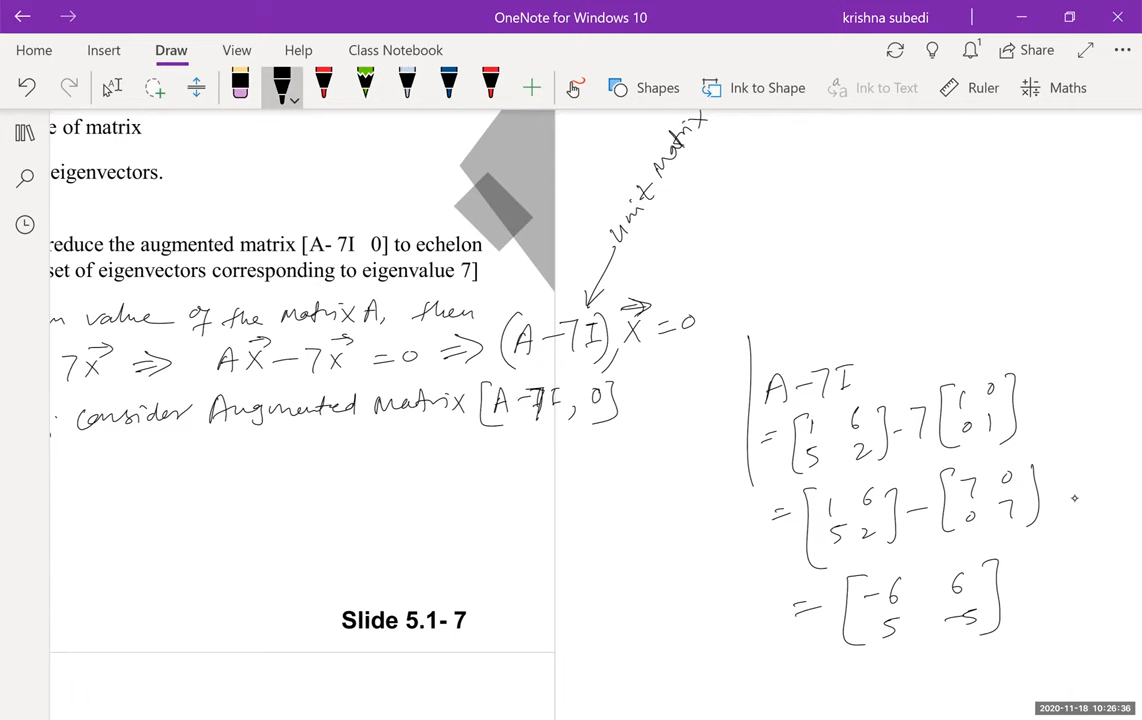 OneNote for Windows 10
krishna subedi
Home Insert Draw View Help Class Notebook
1
Share
Shapes
Ink to Shape
Ink to Text
Ruler
Maths
e of matrix
eigenvectors.
reduce the augmented matrix [A- 7I 0] to echelon
set of eigenvectors corresponding to eigenvalue 7]
unit matrix
n value of the matrix A, then
7x⃗ ⇒ Ax⃗ - 7x⃗ = 0 ⇒ (A - 7I), x⃗ = 0
: consider Augmented matrix [A - 7I, 0]
A - 7I
= [1 6
5 2] - 7 [1 0
0 1]
= [1 6
5 2] - [7 0
0 7]
= [-6 6
5 -5]
Slide 5.1- 7
2020-11-18 10:26:36